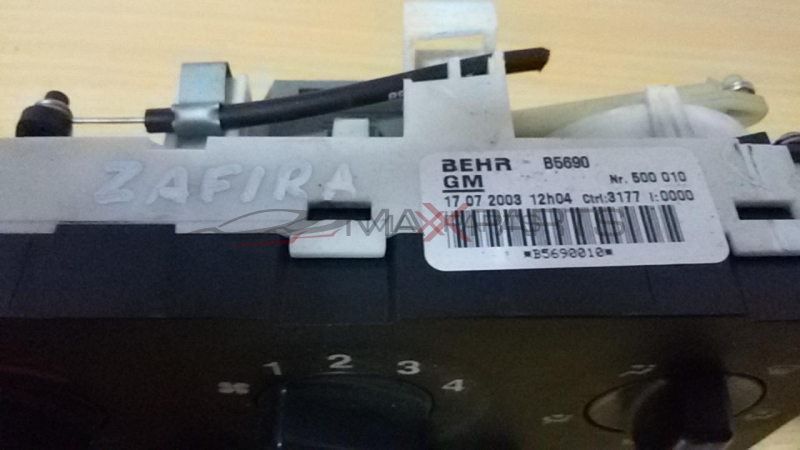 ZAFIRA
BEHR B5690
GM Nr. 500 010
17 07 2003 12h04 Ctrl:3177 I:0000
*B5690010*
MAXXPARTS
1 2 3 4